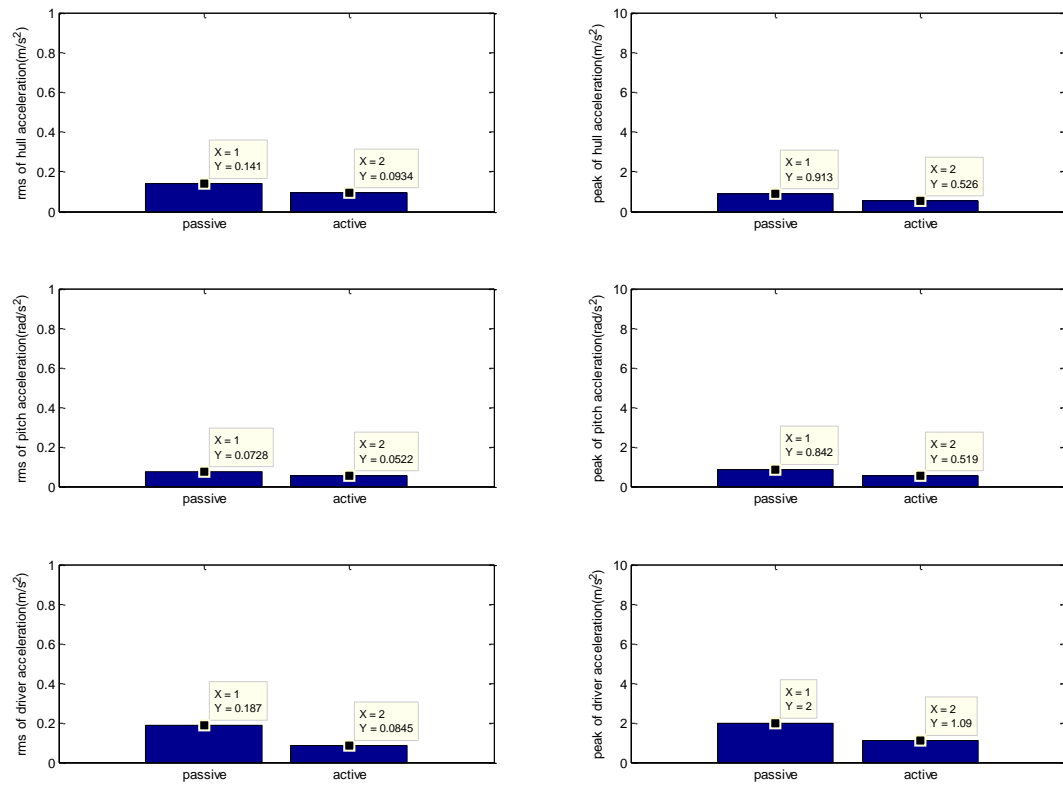 rms of hull acceleration(m/s²)
1
0.8
0.6
0.4
0.2
0
X = 1
Y = 0.141
X = 2
Y = 0.0934
passive
active
peak of hull acceleration(m/s²)
10
8
6
4
2
0
X = 1
Y = 0.913
X = 2
Y = 0.526
passive
active
rms of pitch acceleration(rad/s²)
1
0.8
0.6
0.4
0.2
0
X = 1
Y = 0.0728
X = 2
Y = 0.0522
passive
active
peak of pitch accleration(rad/s²)
10
8
6
4
2
0
X = 1
Y = 0.842
X = 2
Y = 0.519
passive
active
rms of driver acceleration(m/s²)
1
0.8
0.6
0.4
0.2
0
X = 1
Y = 0.187
X = 2
Y = 0.0845
passive
active
peak of driver acceleration(m/s²)
10
8
6
4
2
0
X = 1
Y = 2
X = 2
Y = 1.09
passive
active